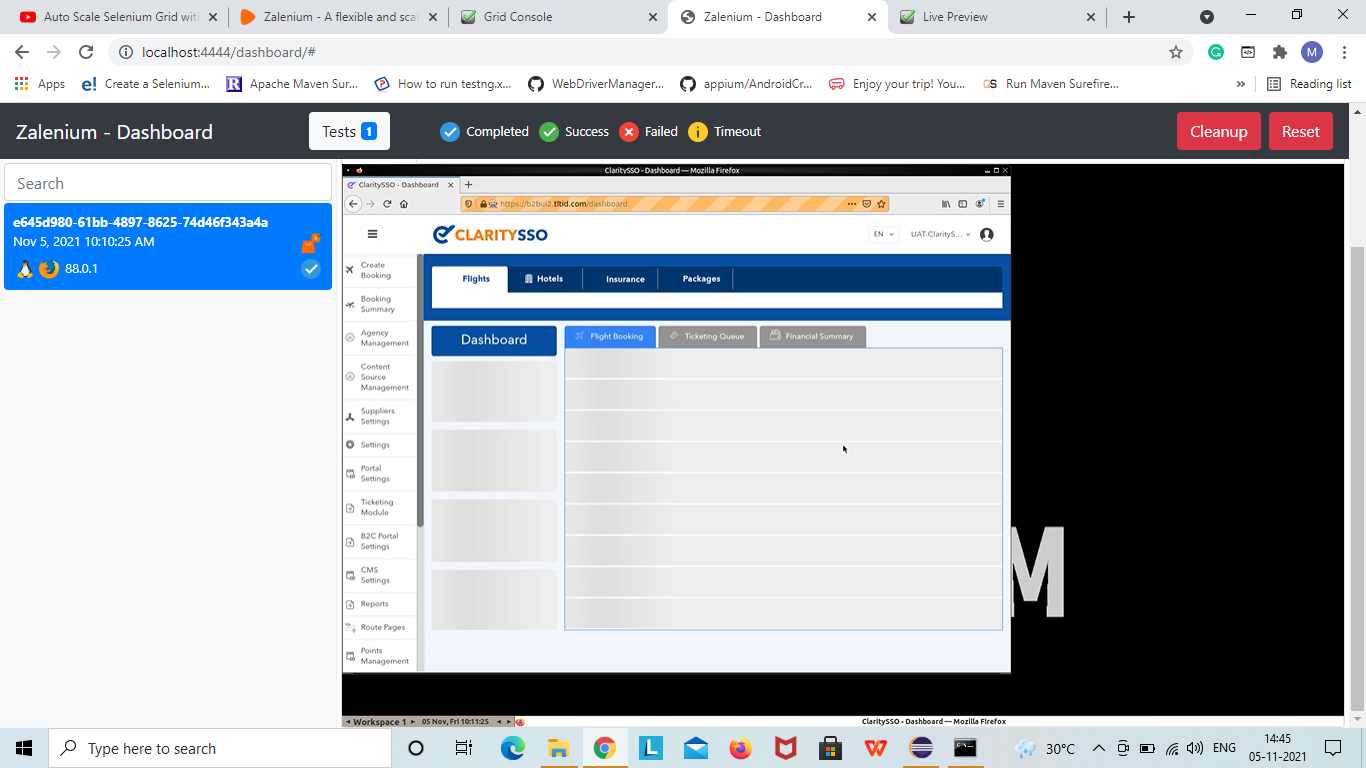 Auto Scale Selenium Grid with
Zalenium - A flexible and scal
Grid Console
Zalenium - Dashboard
Live Preview
localhost:4444/dashboard/#
M
Apps
e!
Create a Selenium...
R
Apache Maven Sur...
How to run testng.x...
WebDriverManager...
appium/AndroidCr...
Enjoy your trip! You...
GS
Run Maven Surefire...
»
Reading list
Zalenium - Dashboard
Tests 1
Completed
Success
Failed
Timeout
Cleanup
Reset
Search
e645d980-61bb-4897-8625-74d46f343a4a
Nov 5, 2021 10:10:25 AM
88.0.1
ClaritySSO - Dashboard — Mozilla Firefox
ClaritySSO - Dashboard
https://b2bui2.tltid.com/dashboard
CLARITYSSO
EN
UAT-ClarityS...
Create
Booking
Booking
Summary
Agency
Management
Content
Source
Management
Suppliers
Settings
Settings
Portal
Settings
Ticketing
Module
B2C Portal
Settings
CMS
Settings
Reports
Route Pages
Points
Management
Flights
Hotels
Insurance
Packages
Dashboard
Flight Booking
Ticketing Queue
Financial Summary
M
Workspace 1
05 Nov, Fri 10:11:25
ClaritySSO - Dashboard — Mozilla Firefox
Type here to search
L
W
30°C
ENG
14:45
05-11-2021